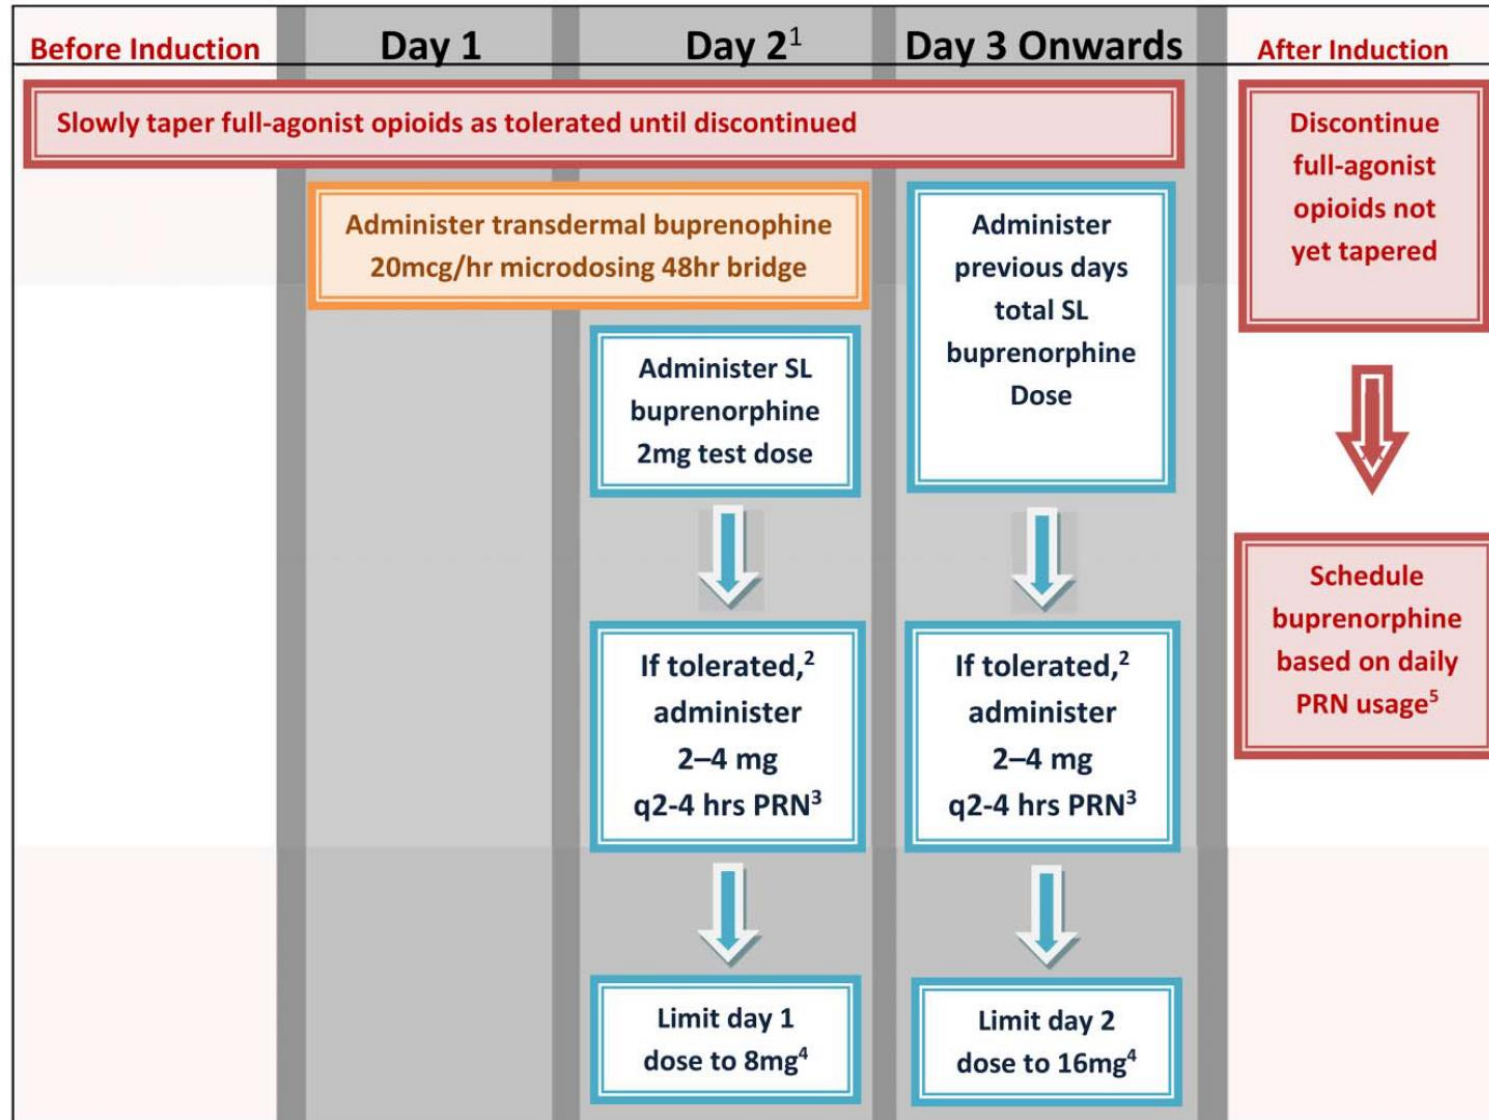 Before Induction
Day 1
Day 2¹
Day 3 Onwards
After Induction
Slowly taper full-agonist opioids as tolerated until discontinued
Administer transdermal buprenophine
20mcg/hr microdosing 48hr bridge
Administer SL
buprenorphine
2mg test dose
If tolerated,²
administer
2–4 mg
q2-4 hrs PRN³
Limit day 1
dose to 8mg⁴
Administer
previous days
total SL
buprenorphine
Dose
If tolerated,²
administer
2–4 mg
q2-4 hrs PRN³
Limit day 2
dose to 16mg⁴
Discontinue
full-agonist
opioids not
yet tapered
Schedule
buprenorphine
based on daily
PRN usage⁵